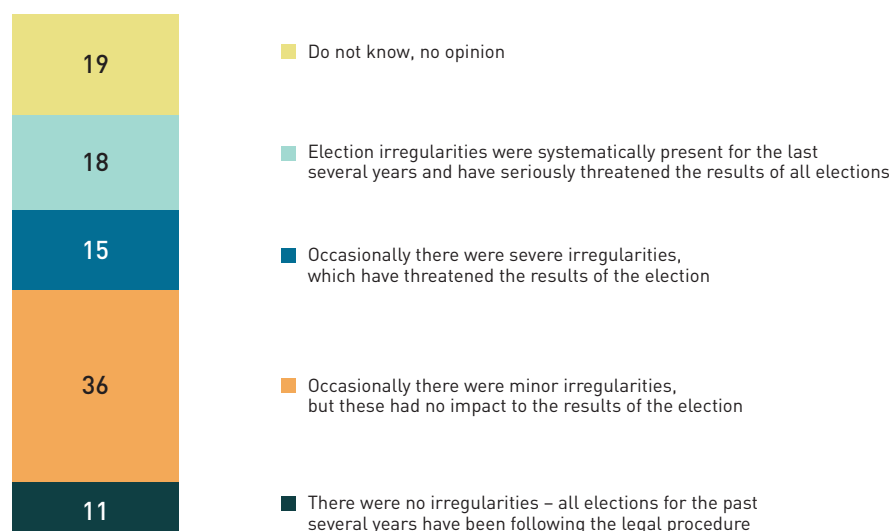 19
Do not know, no opinion
18
Election irregularities were systematically present for the last
several years and have seriously threatened the results of all elections
15
Occasionally there were severe irregularities,
which have threatened the results of the election
36
Occasionally there were minor irregularities,
but these had no impact to the results of the election
11
There were no irregularities – all elections for the past
several years have been following the legal procedure